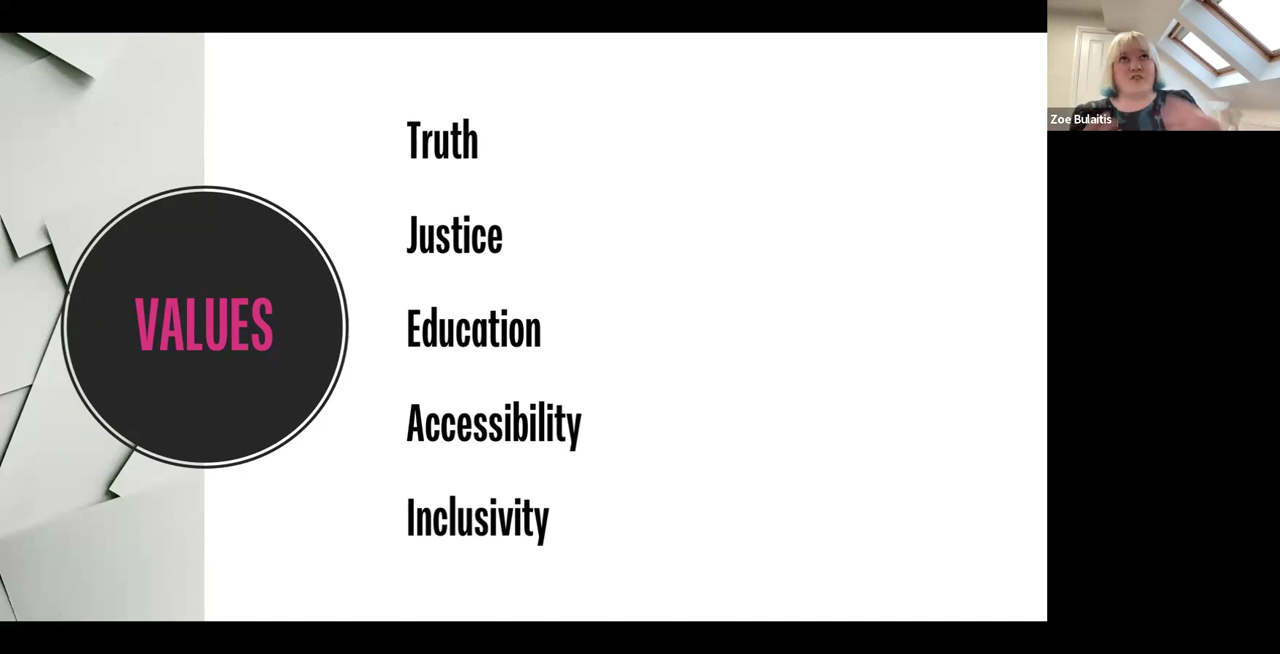 VALUES
Truth
Justice
Education
Accessibility
Inclusivity
Zoe Bulaitis